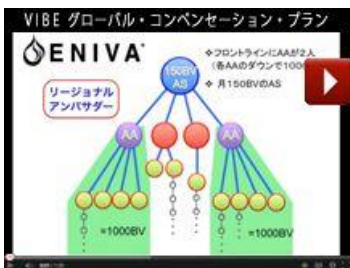 VIBE グローバル・コンペンセーション・プラン
ENIVA
150BV
AS
❖フロントラインにAAが2人
(各AAのダウンで1000
❖月150BVのAS
リージョナル
アンバサダー
AA
AA
=1000BV
=1000BV